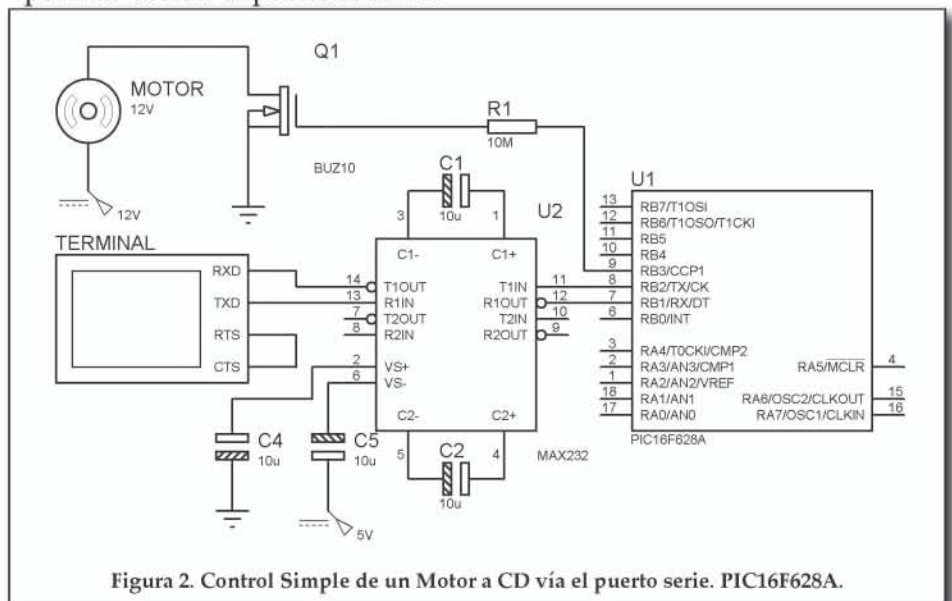 Q1
MOTOR
12V
R1
10M
BUZ10
C1
10u
3
1
U2
U1
12V
TERMINAL
RXD
TXD
RTS
CTS
C1-
C1+
14
T1OUT
T1IN
11
13
R1IN
R1OUT
12
7
T2OUT
T2IN
10
8
R2IN
R2OUT
9
2
VS+
6
VS-
C2-
C2+
C4
10u
C5
10u
5
C2
10u
4
MAX232
5V
13
RB7/T1OSI
12
RB6/T1OSO/T1CKI
11
RB5
10
RB4
9
RB3/CCP1
8
RB2/TX/CK
7
RB1/RX/DT
6
RB0/INT
3
RA4/T0CKI/CMP2
2
RA3/AN3/CMP1
RA5/MCLR
4
1
RA2/AN2/VREF
18
RA1/AN1
RA6/OSC2/CLKOUT
15
17
RA0/AN0
RA7/OSC1/CLKIN
16
PIC16F628A
Figura 2. Control Simple de un Motor a CD vía el puerto serie. PIC16F628A.